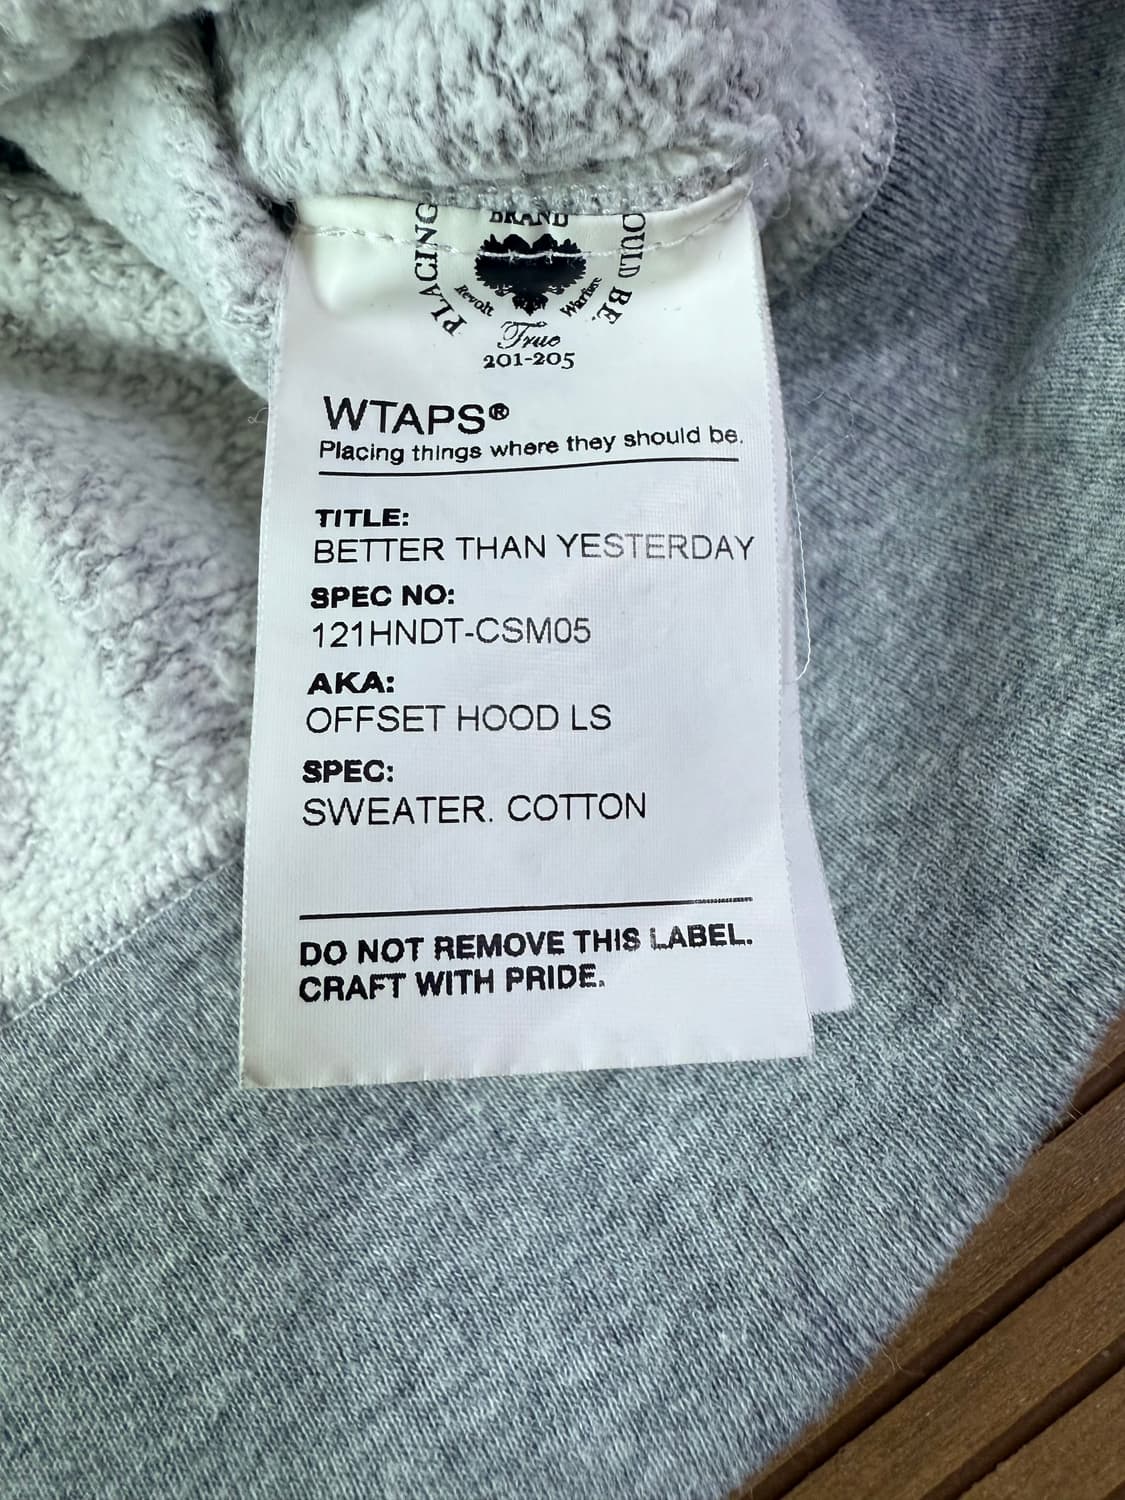 BRAND
PLACING
OULD BE.
Revolt
Warfare
True
201-205
WTAPS®
Placing things where they should be.
TITLE:
BETTER THAN YESTERDAY
SPEC NO:
121HNDT-CSM05
AKA:
OFFSET HOOD LS
SPEC:
SWEATER. COTTON
DO NOT REMOVE THIS LABEL.
CRAFT WITH PRIDE.